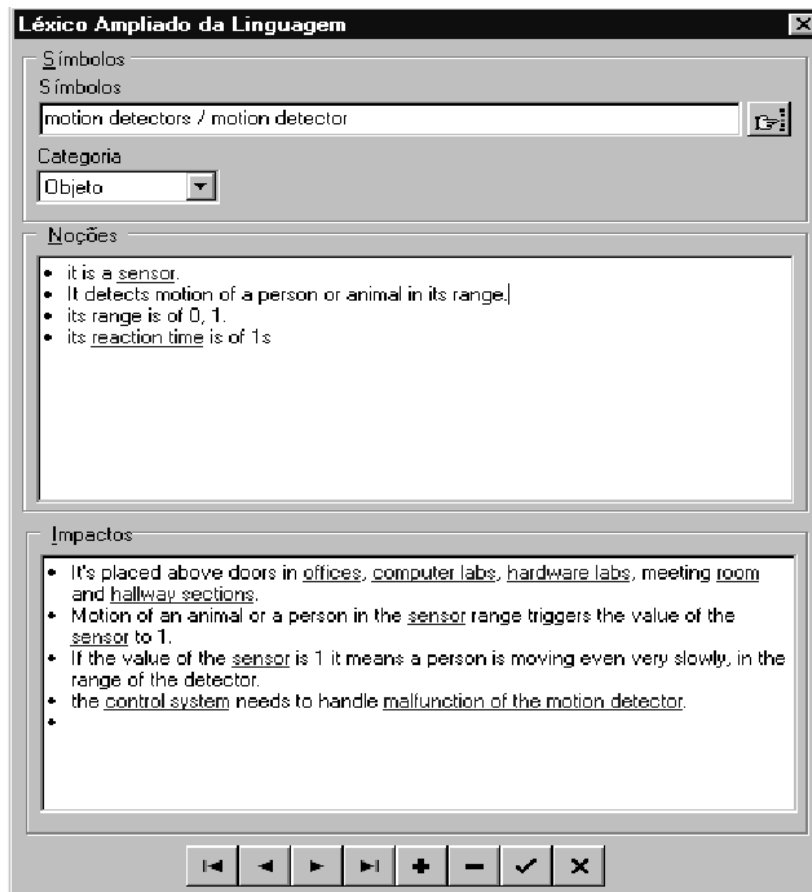 Léxico Ampliado da Linguagem
Símbolos
Símbolos
motion detectors / motion detector
Categoria
Objeto
Noções
• it is a sensor.
• It detects motion of a person or animal in its range.
• its range is of 0, 1.
• its reaction time is of 1s
Impactos
• It's placed above doors in offices, computer labs, hardware labs, meeting room
and hallway sections.
• Motion of an animal or a person in the sensor range triggers the value of the
sensor to 1.
• If the value of the sensor is 1 it means a person is moving even very slowly, in the
range of the detector.
• the control system needs to handle malfunction of the motion detector.
•